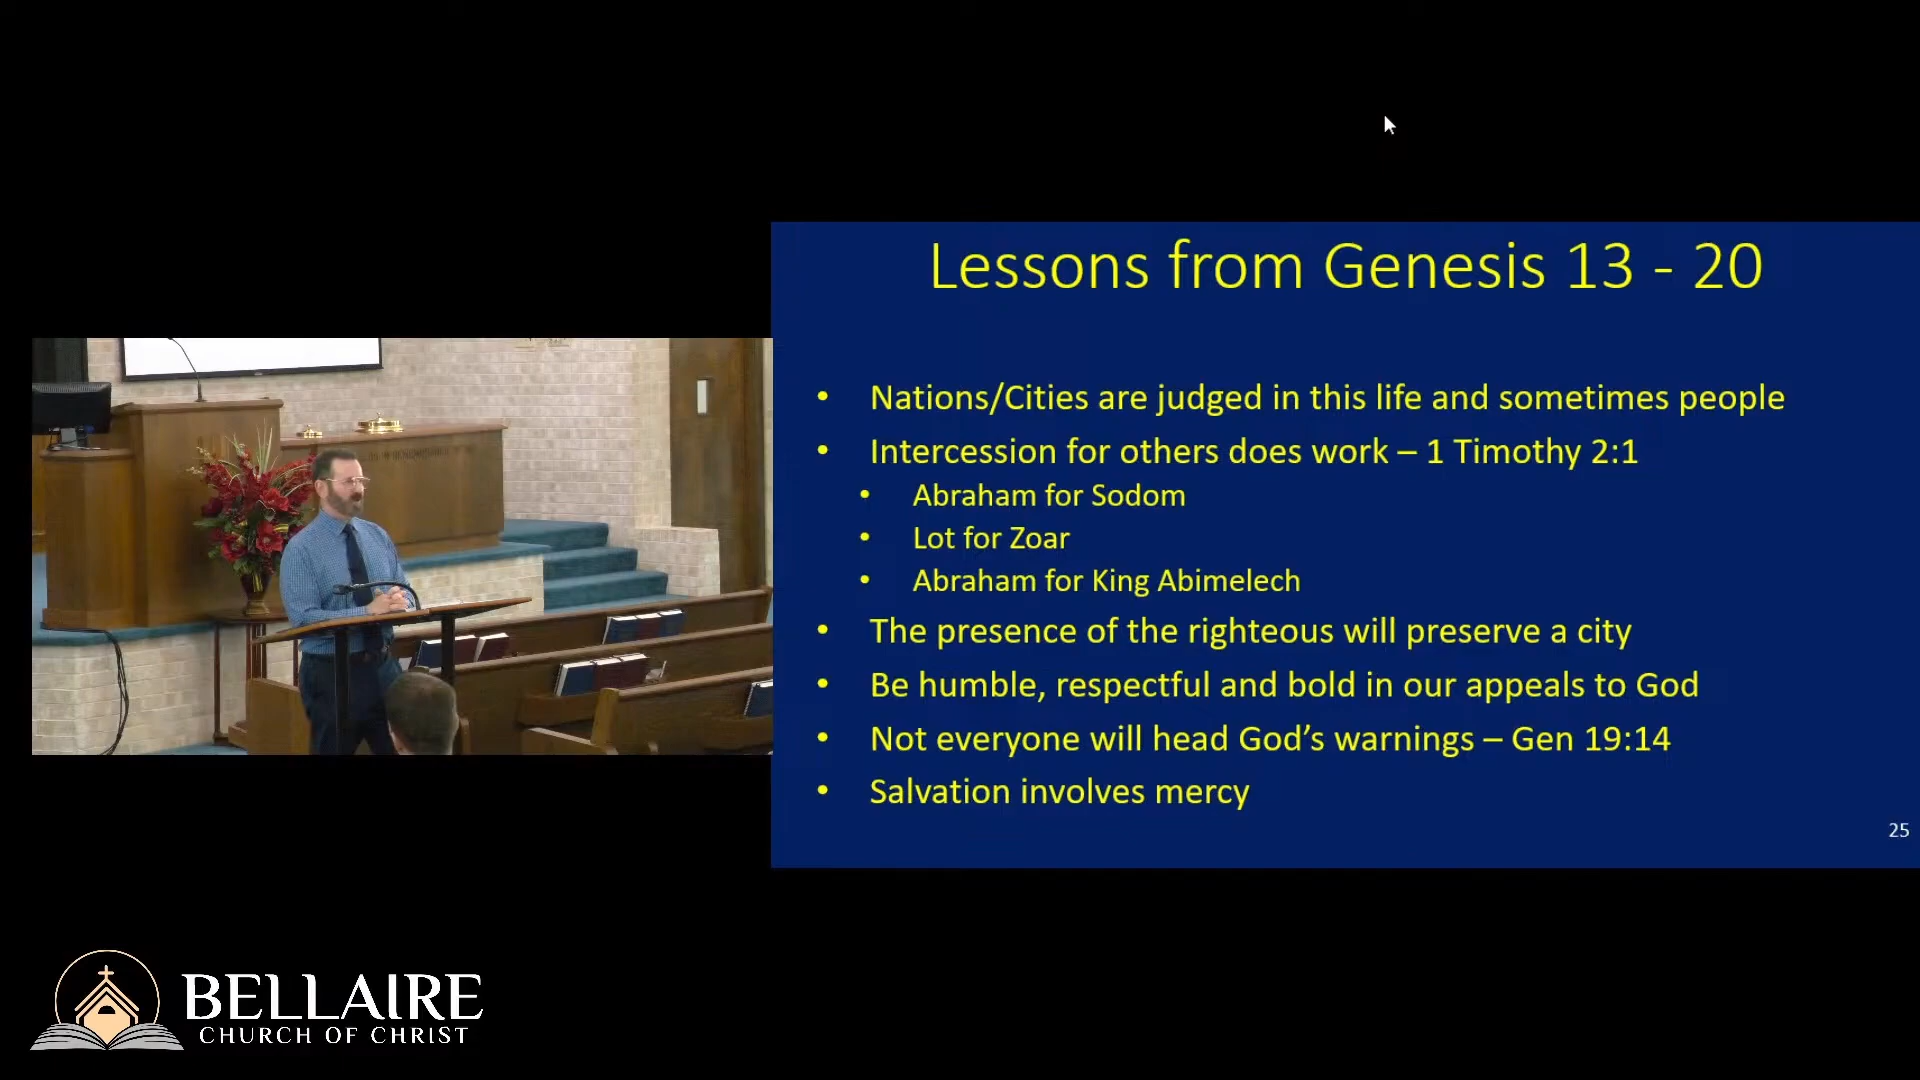 Lessons from Genesis 13 - 20
• Nations/Cities are judged in this life and sometimes people
• Intercession for others does work – 1 Timothy 2:1
• Abraham for Sodom
• Lot for Zoar
• Abraham for King Abimelech
• The presence of the righteous will preserve a city
• Be humble, respectful and bold in our appeals to God
• Not everyone will head God’s warnings – Gen 19:14
• Salvation involves mercy
25
BELLAIRE
CHURCH OF CHRIST